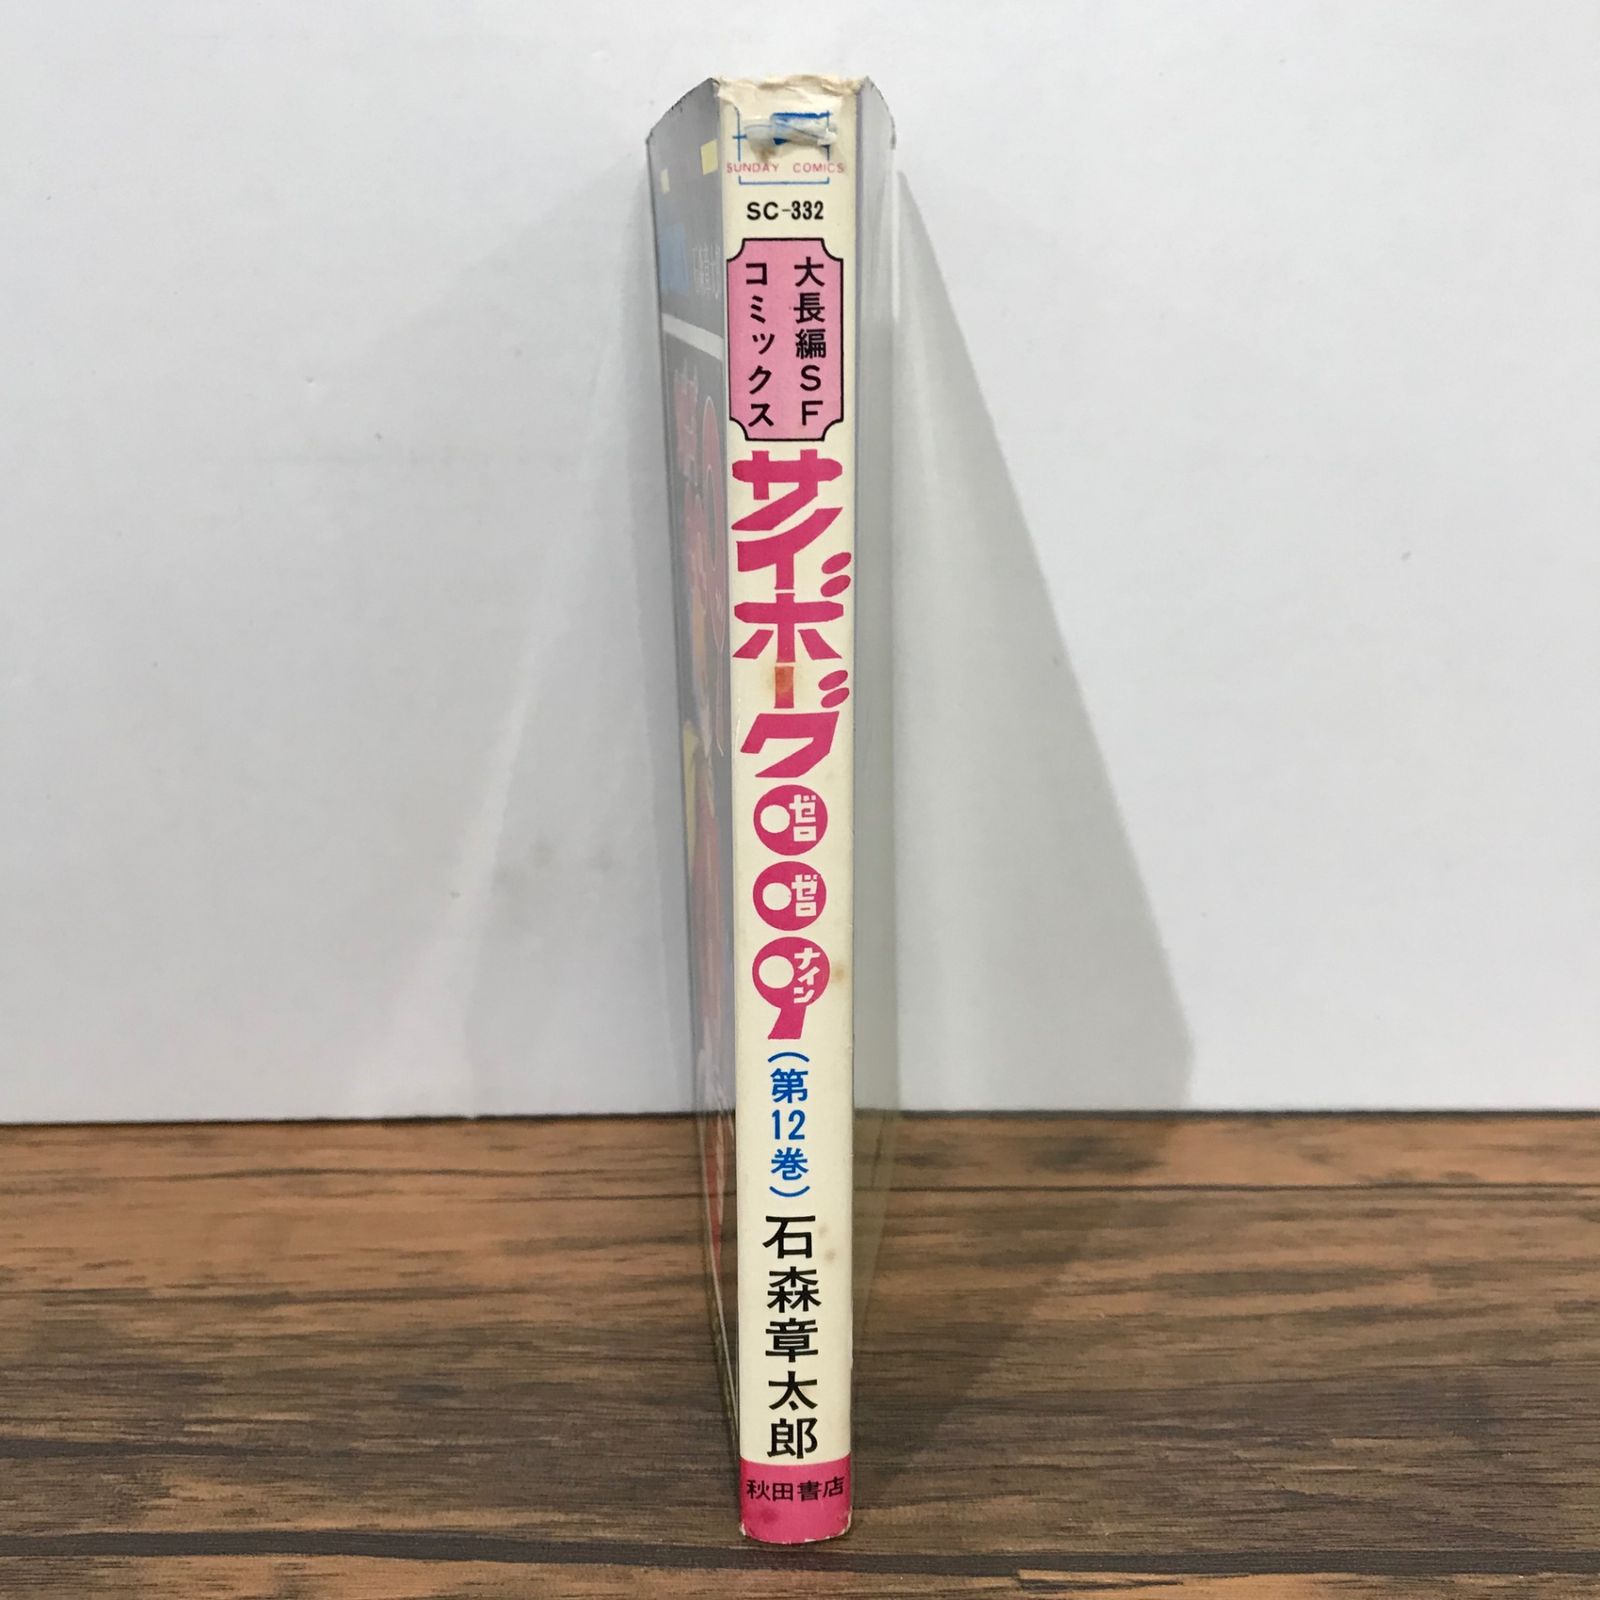 SUNDAY COMICS
SC-332
大長編SF
コミックス
サイボーグ009
ゼロ
ゼロ
ナイン
(第12巻)
石森章太郎
秋田書店